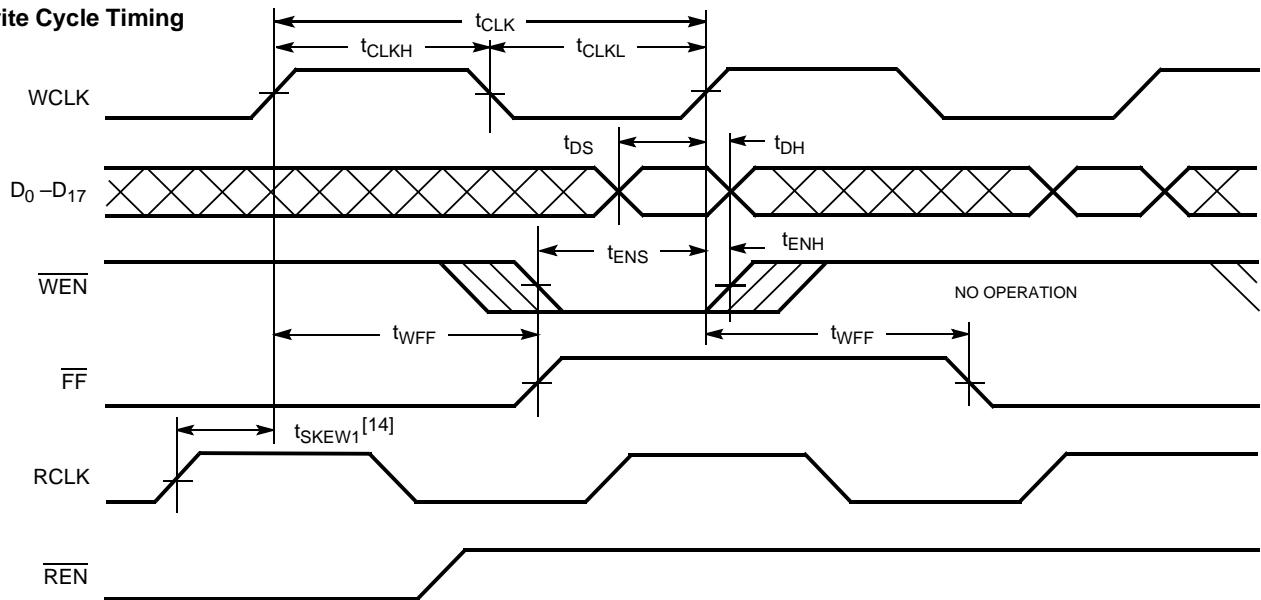 ite Cycle Timing
tCLK
tCLKH
tCLKL
WCLK
tDS
tDH
D0 –D17
tENS
tENH
WEN
NO OPERATION
tWFF
tWFF
FF
tSKEW1[14]
RCLK
REN